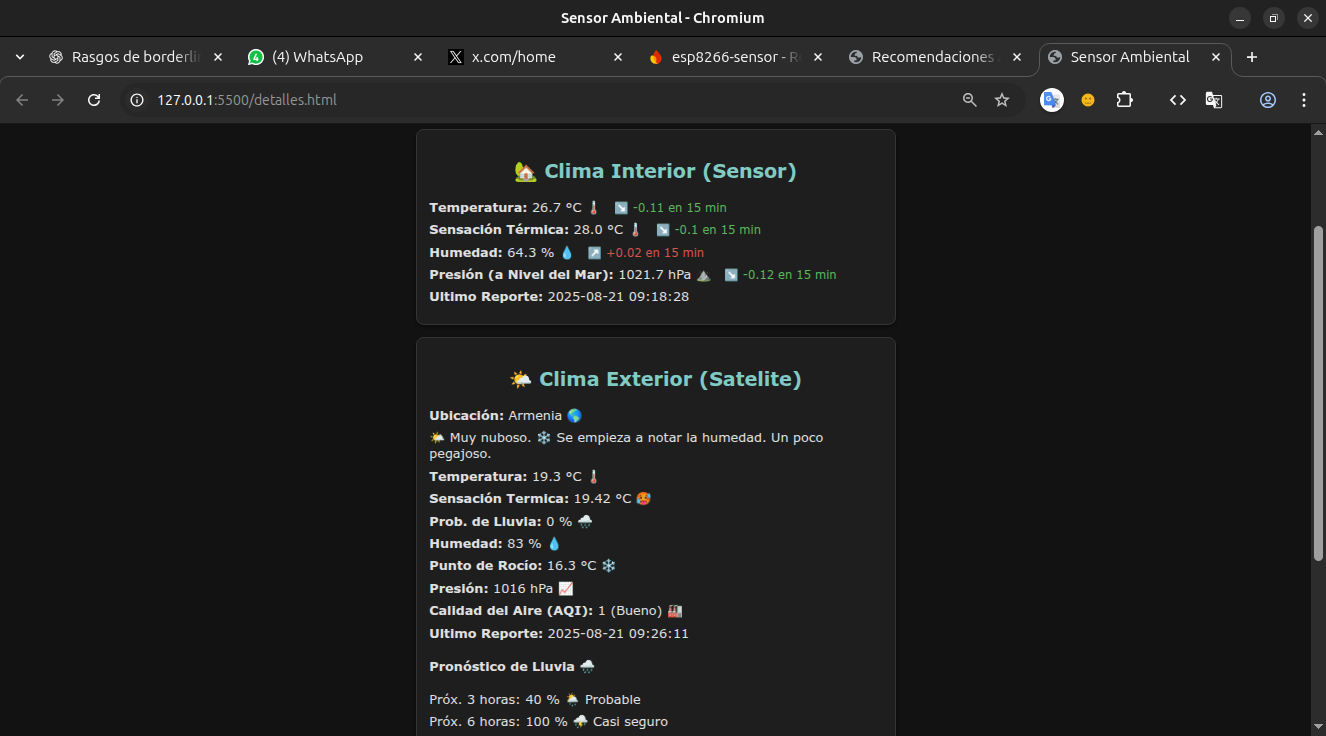 Sensor Ambiental - Chromium
Rasgos de borderlin
(4) WhatsApp
x.com/home
esp8266-sensor - R
Recomendaciones
Sensor Ambiental
127.0.0.1:5500/detalles.html
🏡 Clima Interior (Sensor)
Temperatura: 26.7 °C 🌡️ ↘️ -0.11 en 15 min
Sensación Térmica: 28.0 °C 🌡️ ↘️ -0.1 en 15 min
Humedad: 64.3 % 💧 ↗️ +0.02 en 15 min
Presión (a Nivel del Mar): 1021.7 hPa ⛰️ ↘️ -0.12 en 15 min
Ultimo Reporte: 2025-08-21 09:18:28
🌤️ Clima Exterior (Satelite)
Ubicación: Armenia 🌎
🌤️ Muy nuboso. ❄️ Se empieza a notar la humedad. Un poco
pegajoso.
Temperatura: 19.3 °C 🌡️
Sensación Termica: 19.42 °C 🥵
Prob. de Lluvia: 0 % 🌧️
Humedad: 83 % 💧
Punto de Rocío: 16.3 °C ❄️
Presión: 1016 hPa 📈
Calidad del Aire (AQI): 1 (Bueno) 🏭
Ultimo Reporte: 2025-08-21 09:26:11
Pronóstico de Lluvia 🌧️
Próx. 3 horas: 40 % 🌦️ Probable
Próx. 6 horas: 100 % ⛈️ Casi seguro